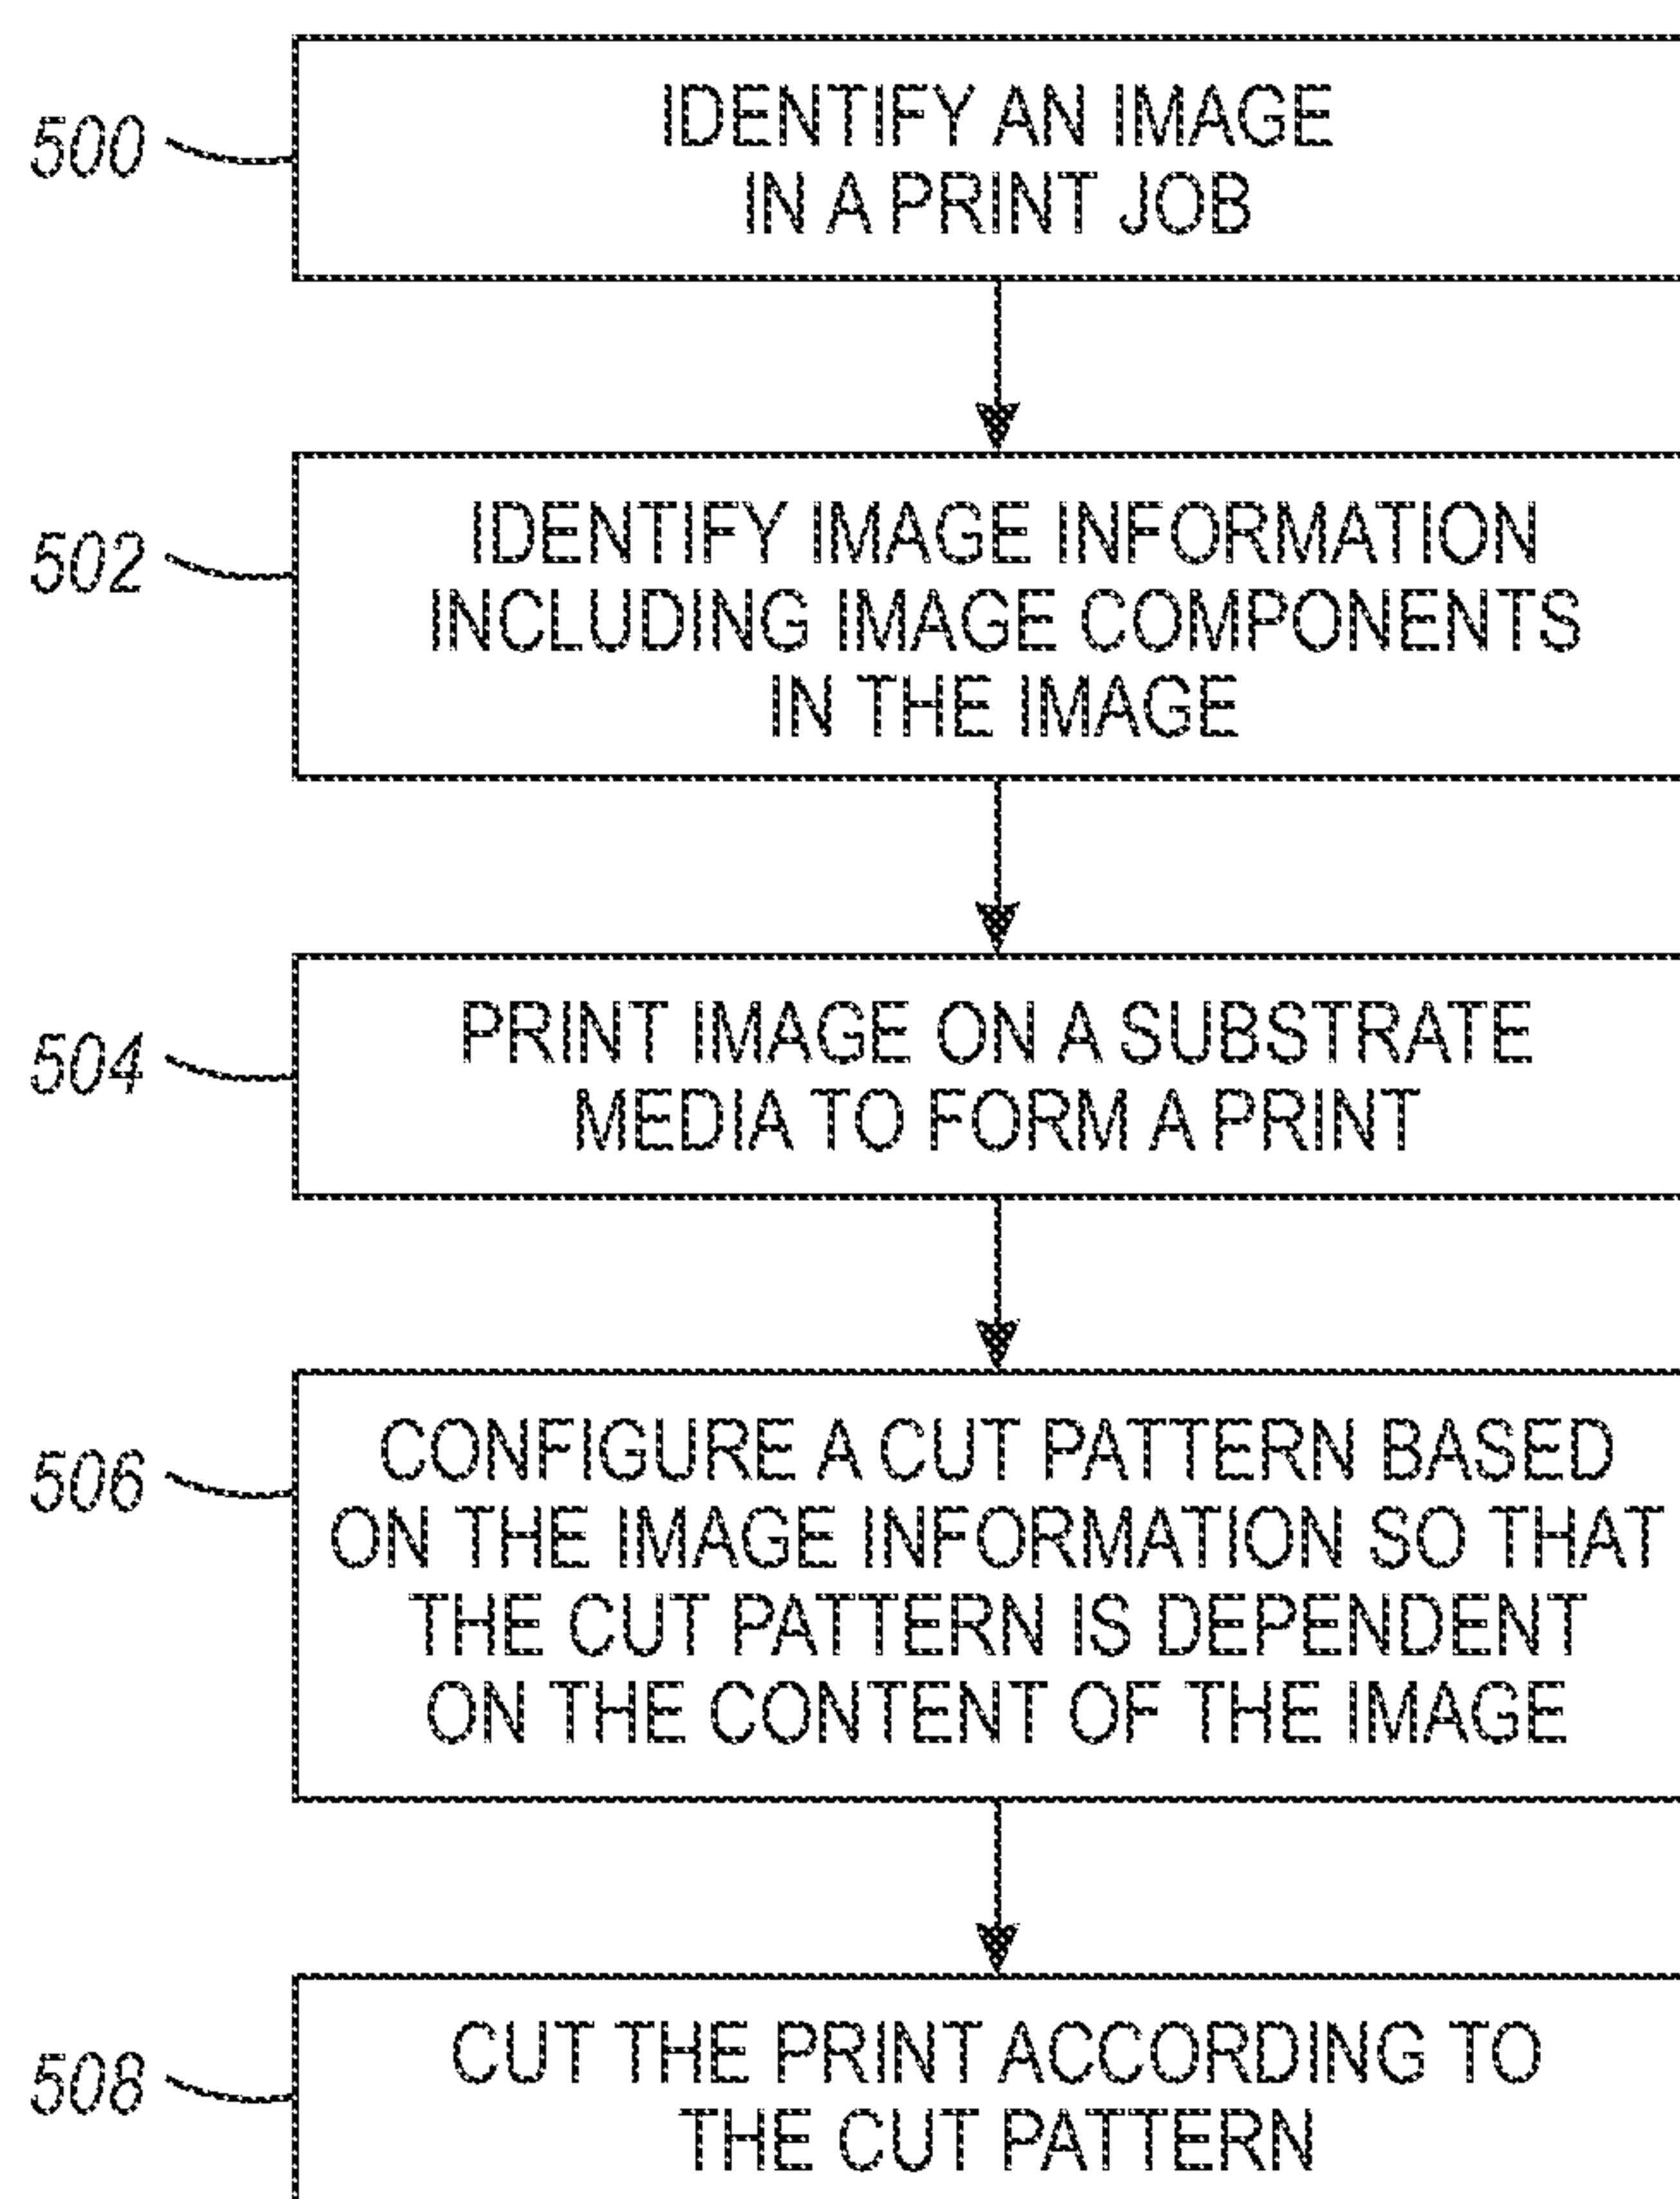 500
IDENTIFY AN IMAGE
IN A PRINT JOB
502
IDENTIFY IMAGE INFORMATION
INCLUDING IMAGE COMPONENTS
IN THE IMAGE
504
PRINT IMAGE ON A SUBSTRATE
MEDIA TO FORM A PRINT
506
CONFIGURE A CUT PATTERN BASED
ON THE IMAGE INFORMATION SO THAT
THE CUT PATTERN IS DEPENDENT
ON THE CONTENT OF THE IMAGE
508
CUT THE PRINT ACCORDING TO
THE CUT PATTERN